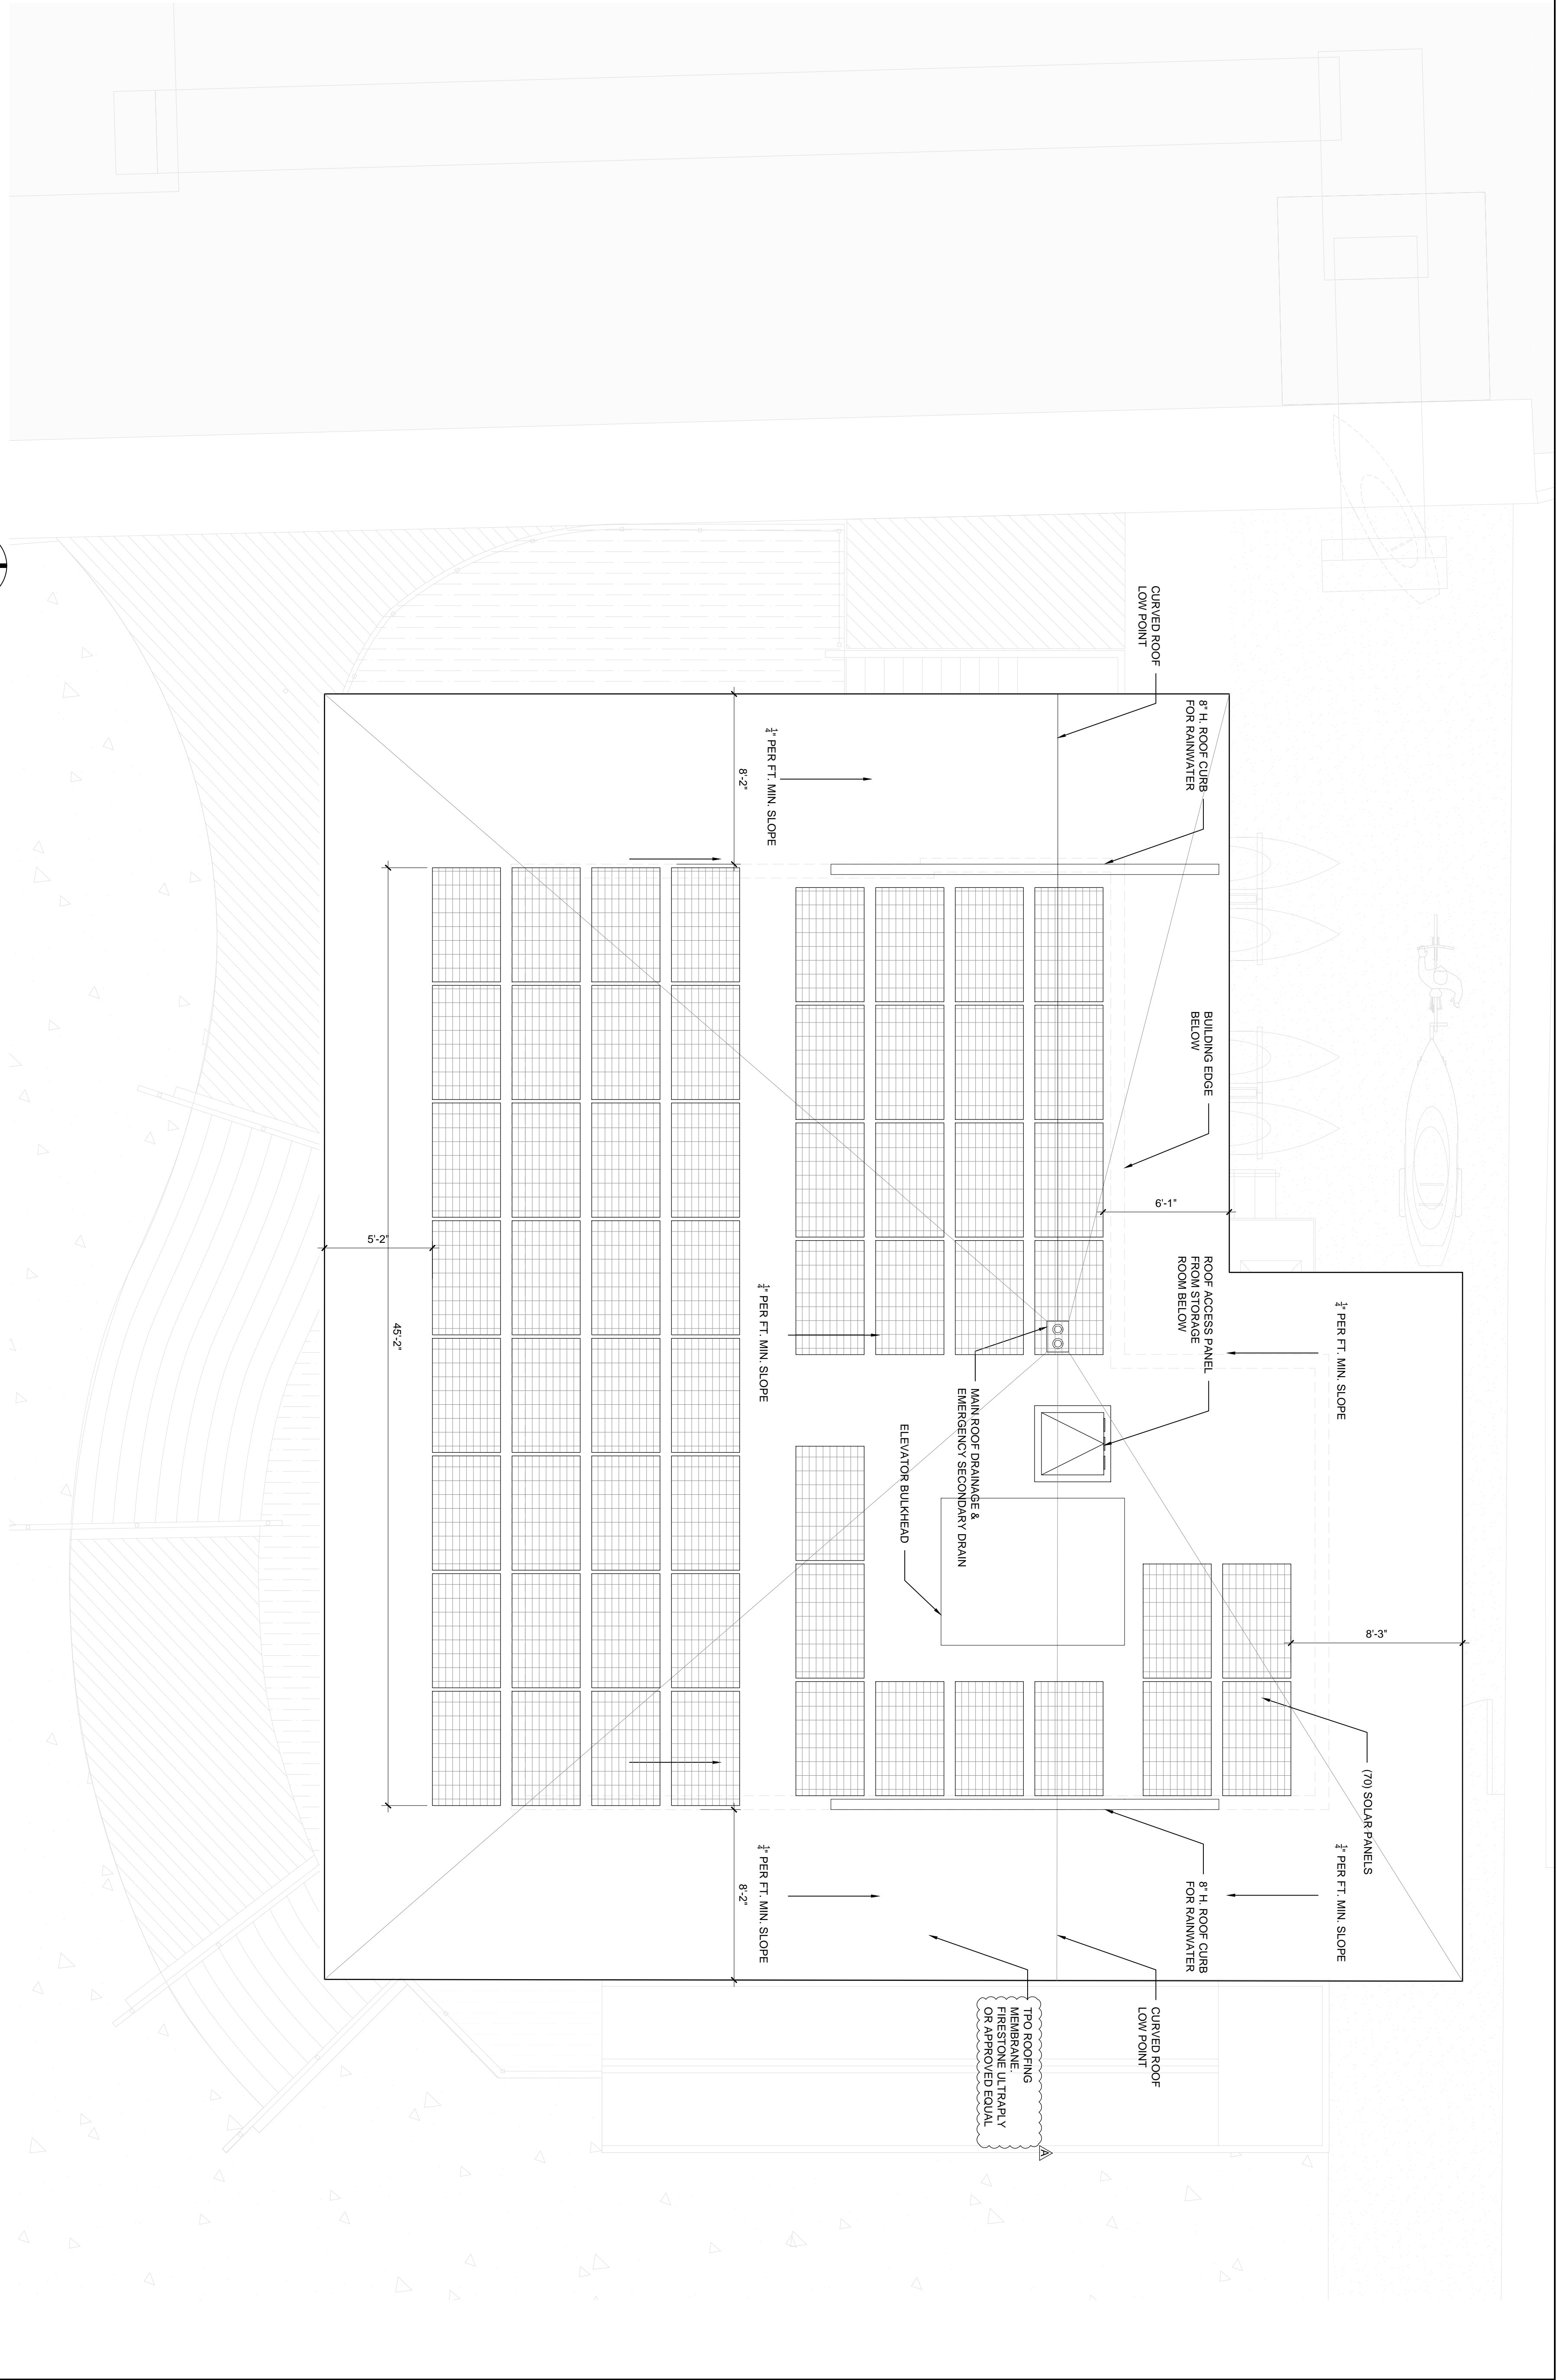 CURVED ROOF
LOW POINT
8" H. ROOF CURB
FOR RAINWATER
1/4" PER FT. MIN. SLOPE
8'-2"
BUILDING EDGE
BELOW
6'-1"
5'-2"
45'-2"
ROOF ACCESS PANEL
FROM STORAGE
ROOM BELOW
1/4" PER FT. MIN. SLOPE
1/4" PER FT. MIN. SLOPE
MAIN ROOF DRAINAGE &
EMERGENCY SECONDARY DRAIN
ELEVATOR BULKHEAD
8'-3"
(70) SOLAR PANELS
1/4" PER FT. MIN. SLOPE
8" H. ROOF CURB
FOR RAINWATER
1/4" PER FT. MIN. SLOPE
8'-2"
CURVED ROOF
LOW POINT
TPO ROOFING
MEMBRANE.
FIRESTONE ULTRAPLY
OR APPROVED EQUAL
A